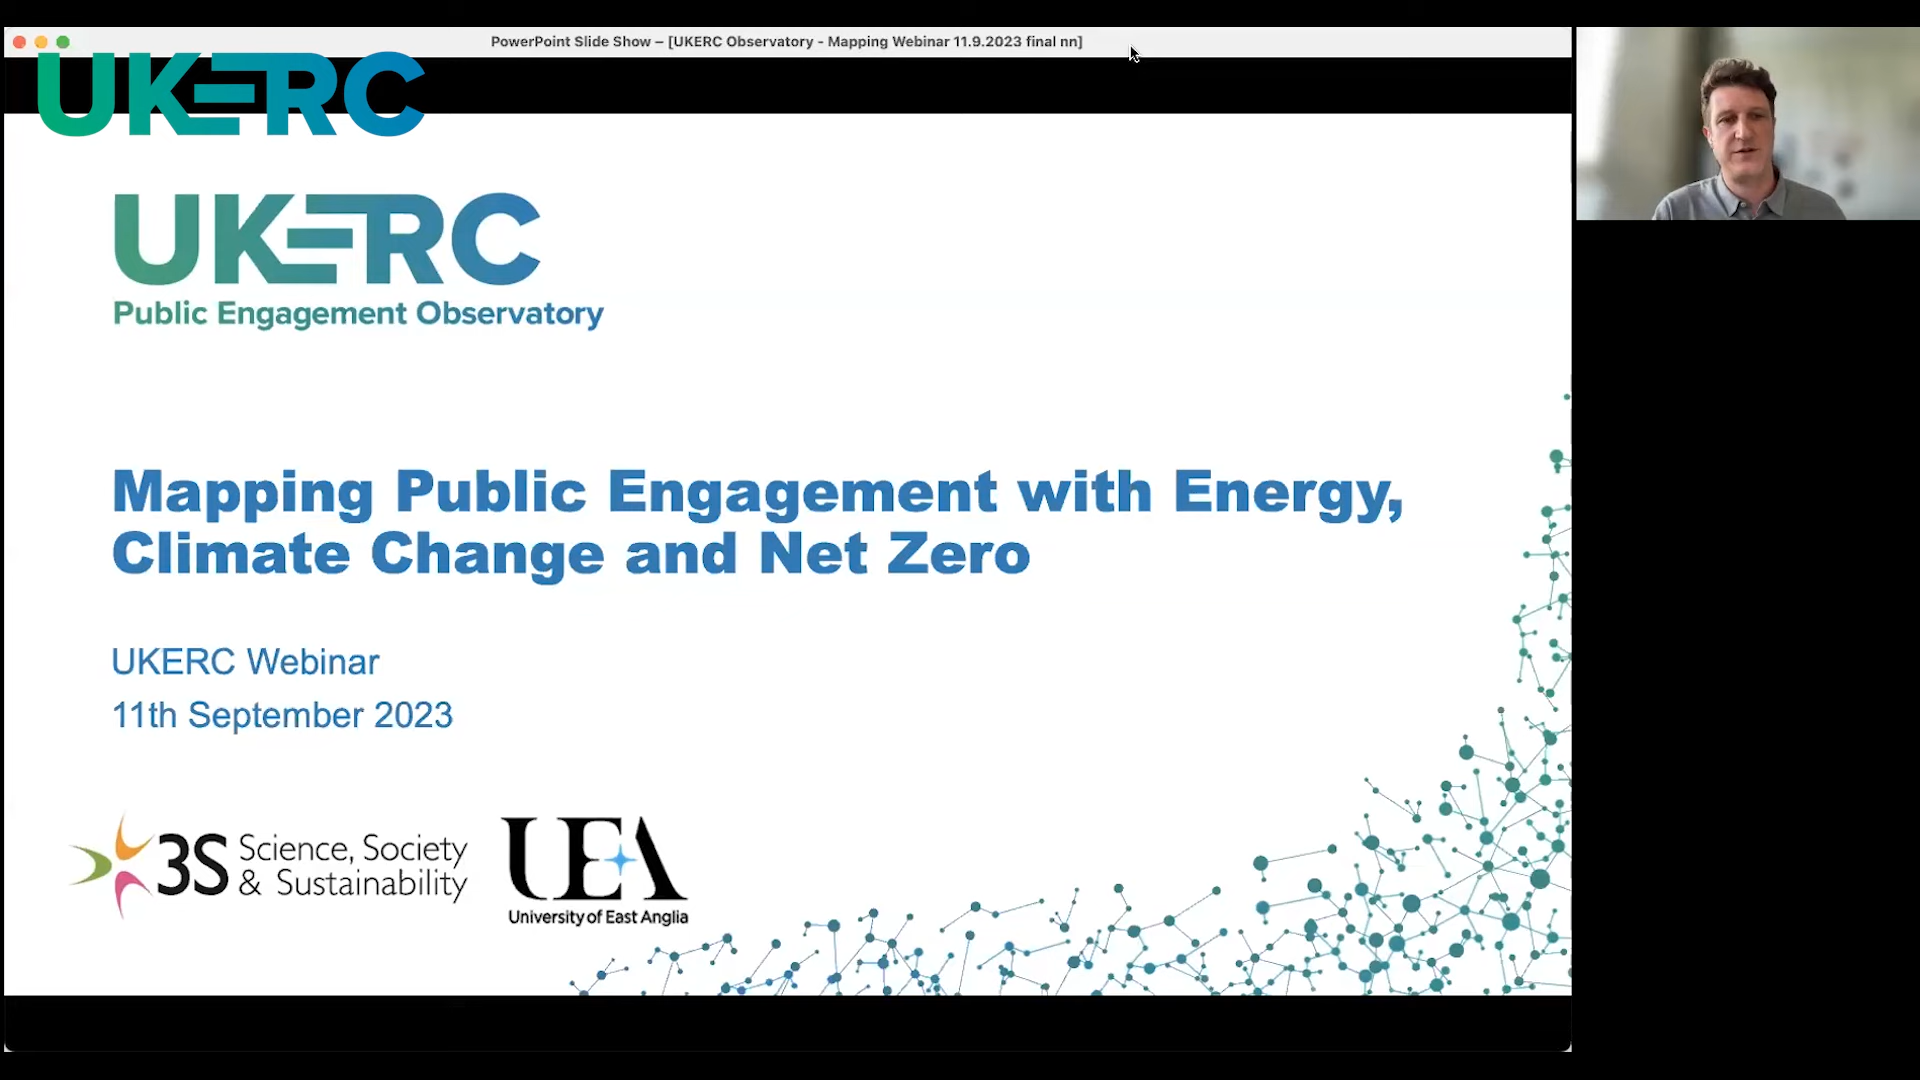 PowerPoint Slide Show – [UKERC Observatory - Mapping Webinar 11.9.2023 final nn]
UKERC
UKERC
Public Engagement Observatory
Mapping Public Engagement with Energy,
Climate Change and Net Zero
UKERC Webinar
11th September 2023
3S Science, Society
& Sustainability
UEA
University of East Anglia